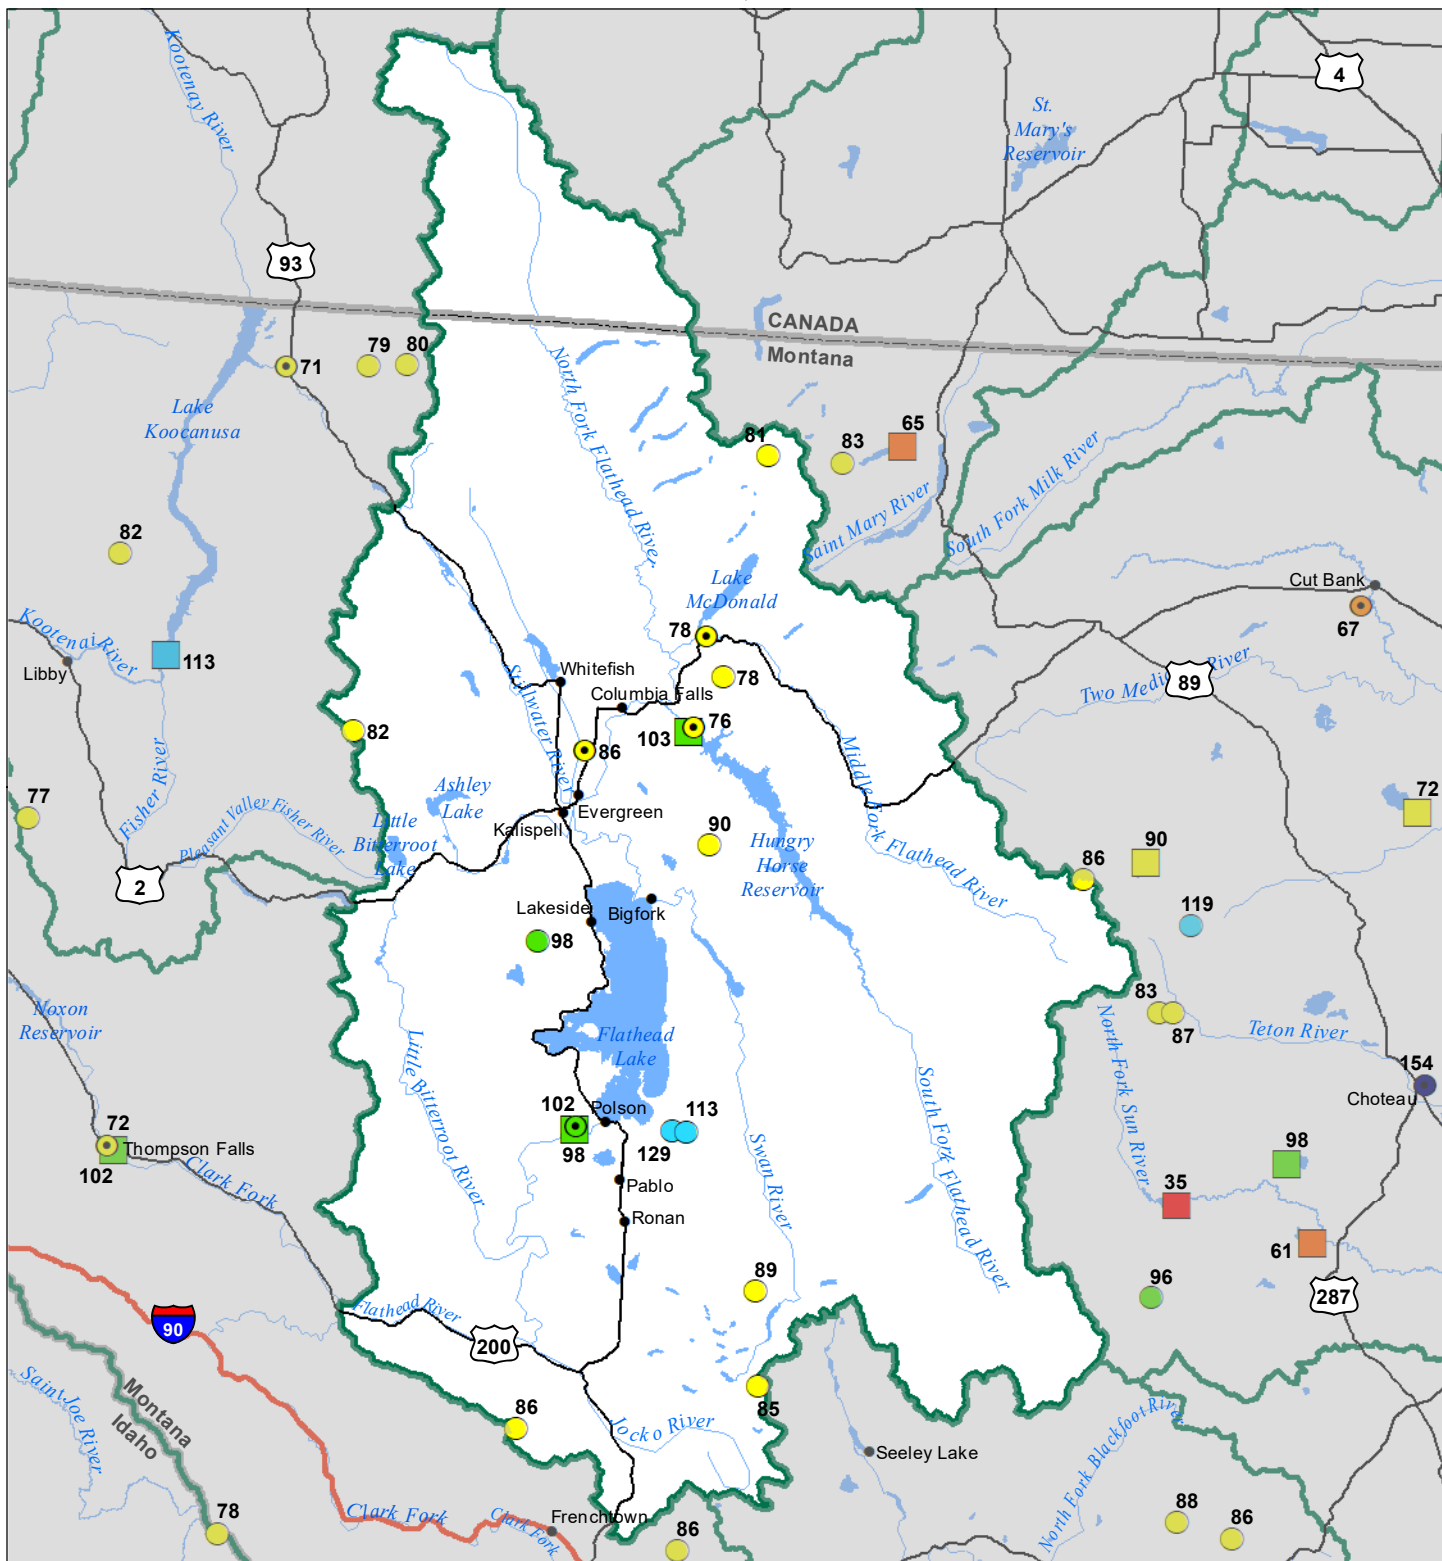 Kootenay River
4
St.
Mary's
Reservoir
93
CANADA
Montana
71
79
80
North Fork Flathead River
Lake
Koocanusa
81
83
65
Saint Mary River
South Fork Milk River
82
Lake
McDonald
Cut Bank
67
Kootenai River
Libby
113
78
Whitefish
78
Columbia Falls
Stillwater River
Two Medicine River
89
82
103
76
86
Middle Fork Flathead River
77
Fisher River
Pleasant Valley Fisher River
Ashley
Lake
Evergreen
Kalispell
Little
Bitterroot
Lake
90
Hungry
Horse
Reservoir
72
90
86
2
119
Lakeside
Bigfork
98
Noxon
Reservoir
Little Bitterroot River
Flathead
Lake
83
87
North Fork Sun River
Teton River
154
Choteau
72
Thompson Falls
102
Clark Fork
102
98
Polson
113
129
Pablo
Ronan
Swan River
South Fork Flathead River
98
35
61
96
287
89
Flathead River
90
200
Montana
Idaho
Saint Joe River
86
Jocko River
85
Seeley Lake
North Fork Blackfoot River
78
Clark Fork
Clark Fork
Frenchtown
86
88
86